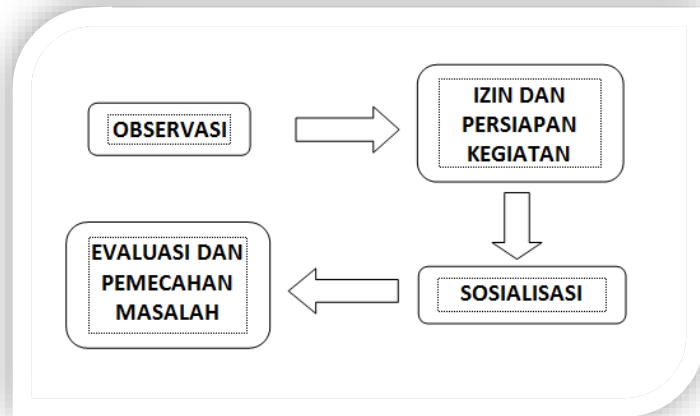 OBSERVASI
IZIN DAN
PERSIAPAN
KEGIATAN
SOSIALISASI
EVALUASI DAN
PEMECAHAN
MASALAH